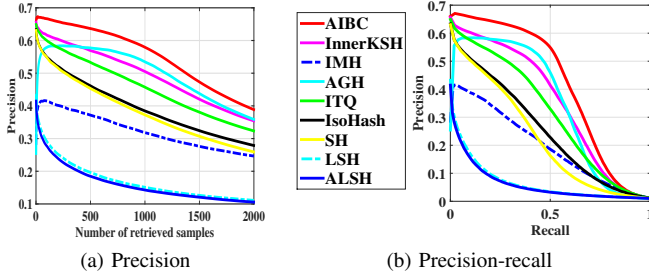 0.7
0.6
0.5
0.4
0.3
0.2
0.1
Precision
0
500
1000
1500
2000
Number of retrieved samples
(a) Precision
AIBC
InnerKSH
IMH
AGH
ITQ
IsoHash
SH
LSH
ALSH
0.7
0.6
0.5
0.4
0.3
0.2
0.1
0
Precision
0
0.5
1
Recall
(b) Precision-recall